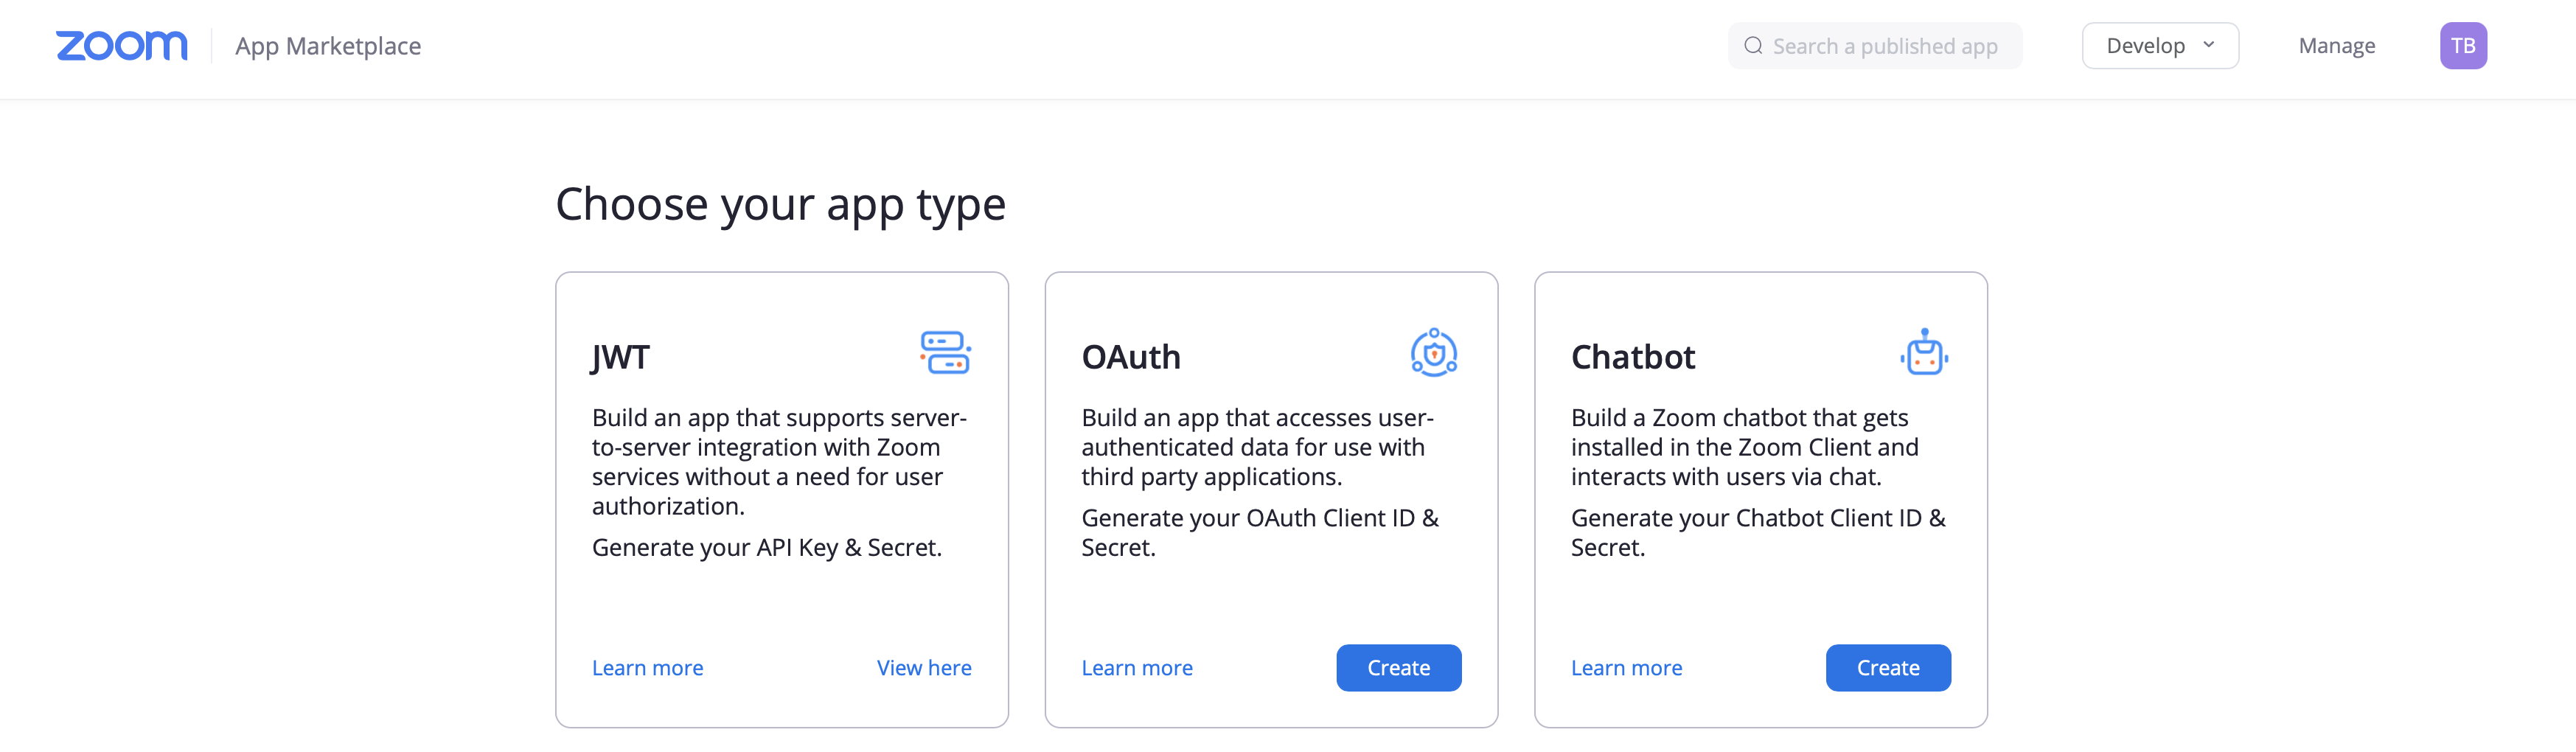 zoom App Marketplace Search a published app Develop Manage TB
Choose your app type
JWT
Build an app that supports server-
to-server integration with Zoom
services without a need for user
authorization.
Generate your API Key & Secret.
Learn more View here
OAuth
Build an app that accesses user-
authenticated data for use with
third party applications.
Generate your OAuth Client ID &
Secret.
Learn more Create
Chatbot
Build a Zoom chatbot that gets
installed in the Zoom Client and
interacts with users via chat.
Generate your Chatbot Client ID &
Secret.
Learn more Create